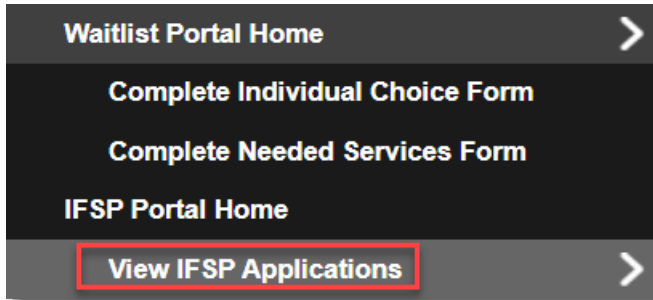 Waitlist Portal Home
Complete Individual Choice Form
Complete Needed Services Form
IFSP Portal Home
View IFSP Applications